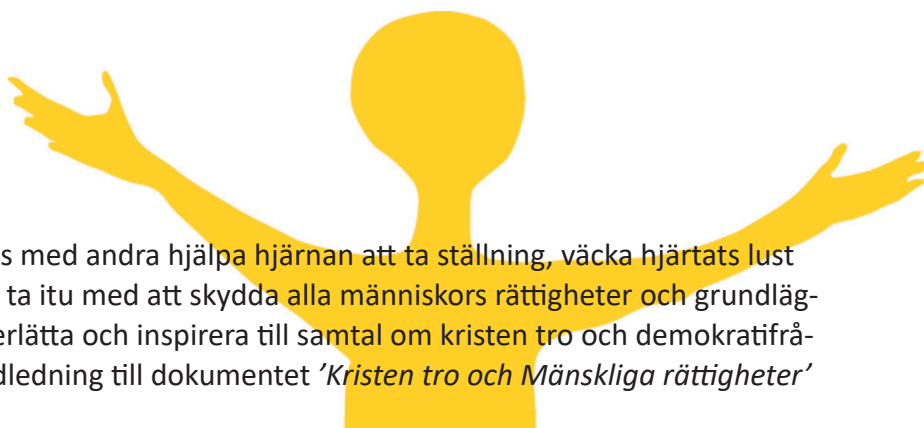 s med andra hjälpa hjärnan att ta ställning, väcka hjärtats lust
ta itu med att skydda alla människors rättigheter och grundläg-
erlätta och inspirera till samtal om kristen tro och demokratifrå-
dledning till dokumentet ’Kristen tro och Mänskliga rättigheter’